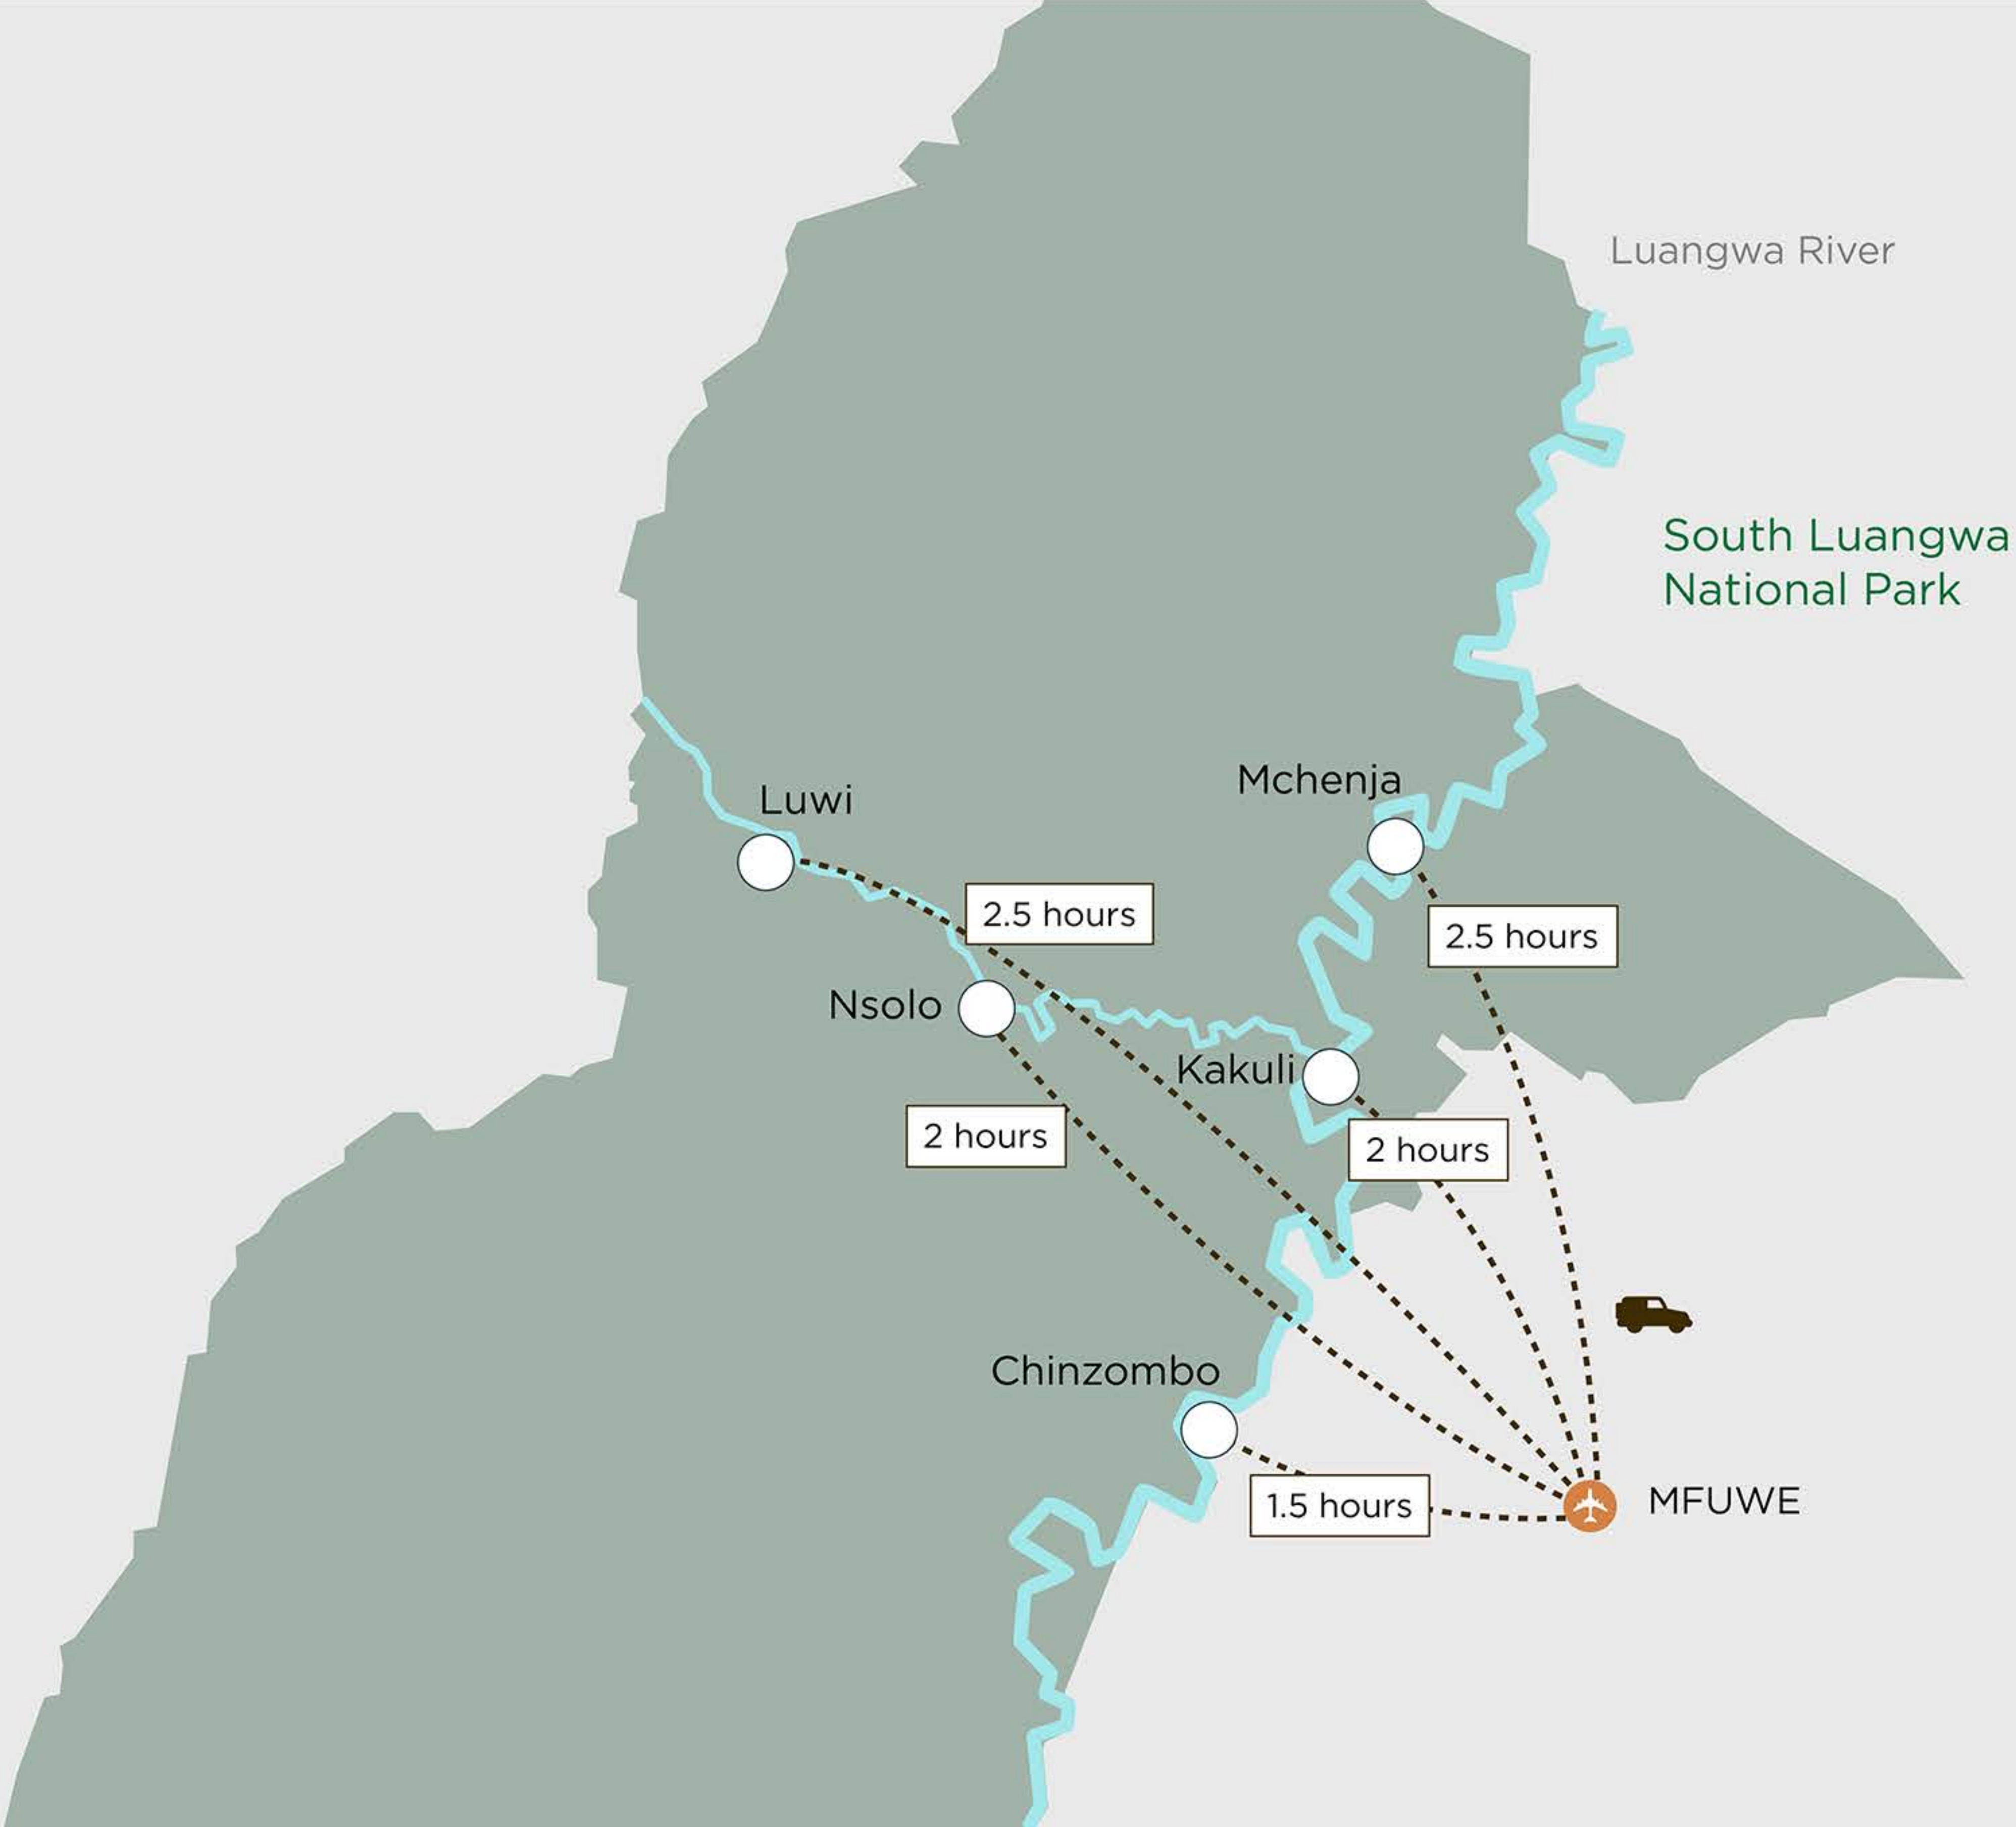 Luangwa River
South Luangwa
National Park
Mchenja
Luwi
2.5 hours
2.5 hours
Nsolo
Kakuli
2 hours
2 hours
Chinzombo
1.5 hours
MFUWE